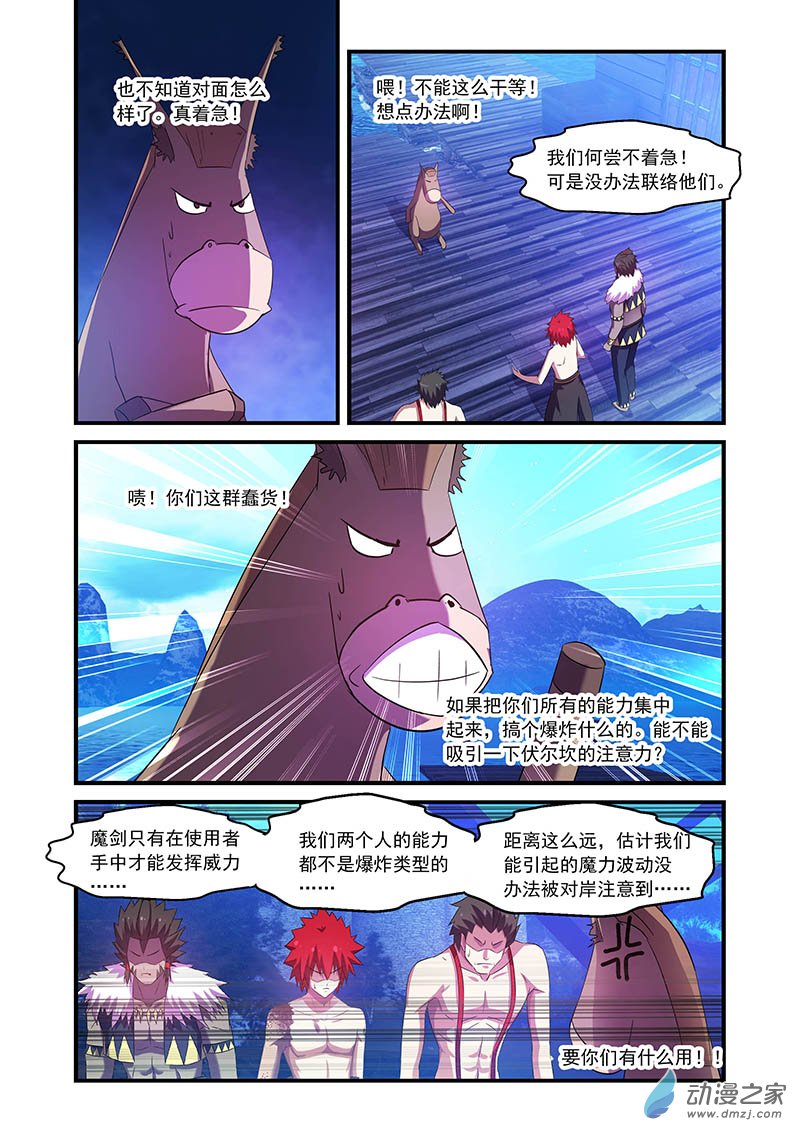 也不知道对面怎么
样了。真着急！
喂！不能这么干等！
想点办法啊！
我们何尝不着急！
可是没办法联络他们。
啧！你们这群蠢货！
如果把你们所有的能力集中
起来，搞个爆炸什么的。能不能
吸引一下伏尔坎的注意力？
魔剑只有在使用者
手中才能发挥威力
……
我们两个人的能力
都不是爆炸类型的
……
距离这么远，估计我们
能引起的魔力波动没
办法被对岸注意到……
要你们有什么用！！
动漫之家
www.dmzj.com